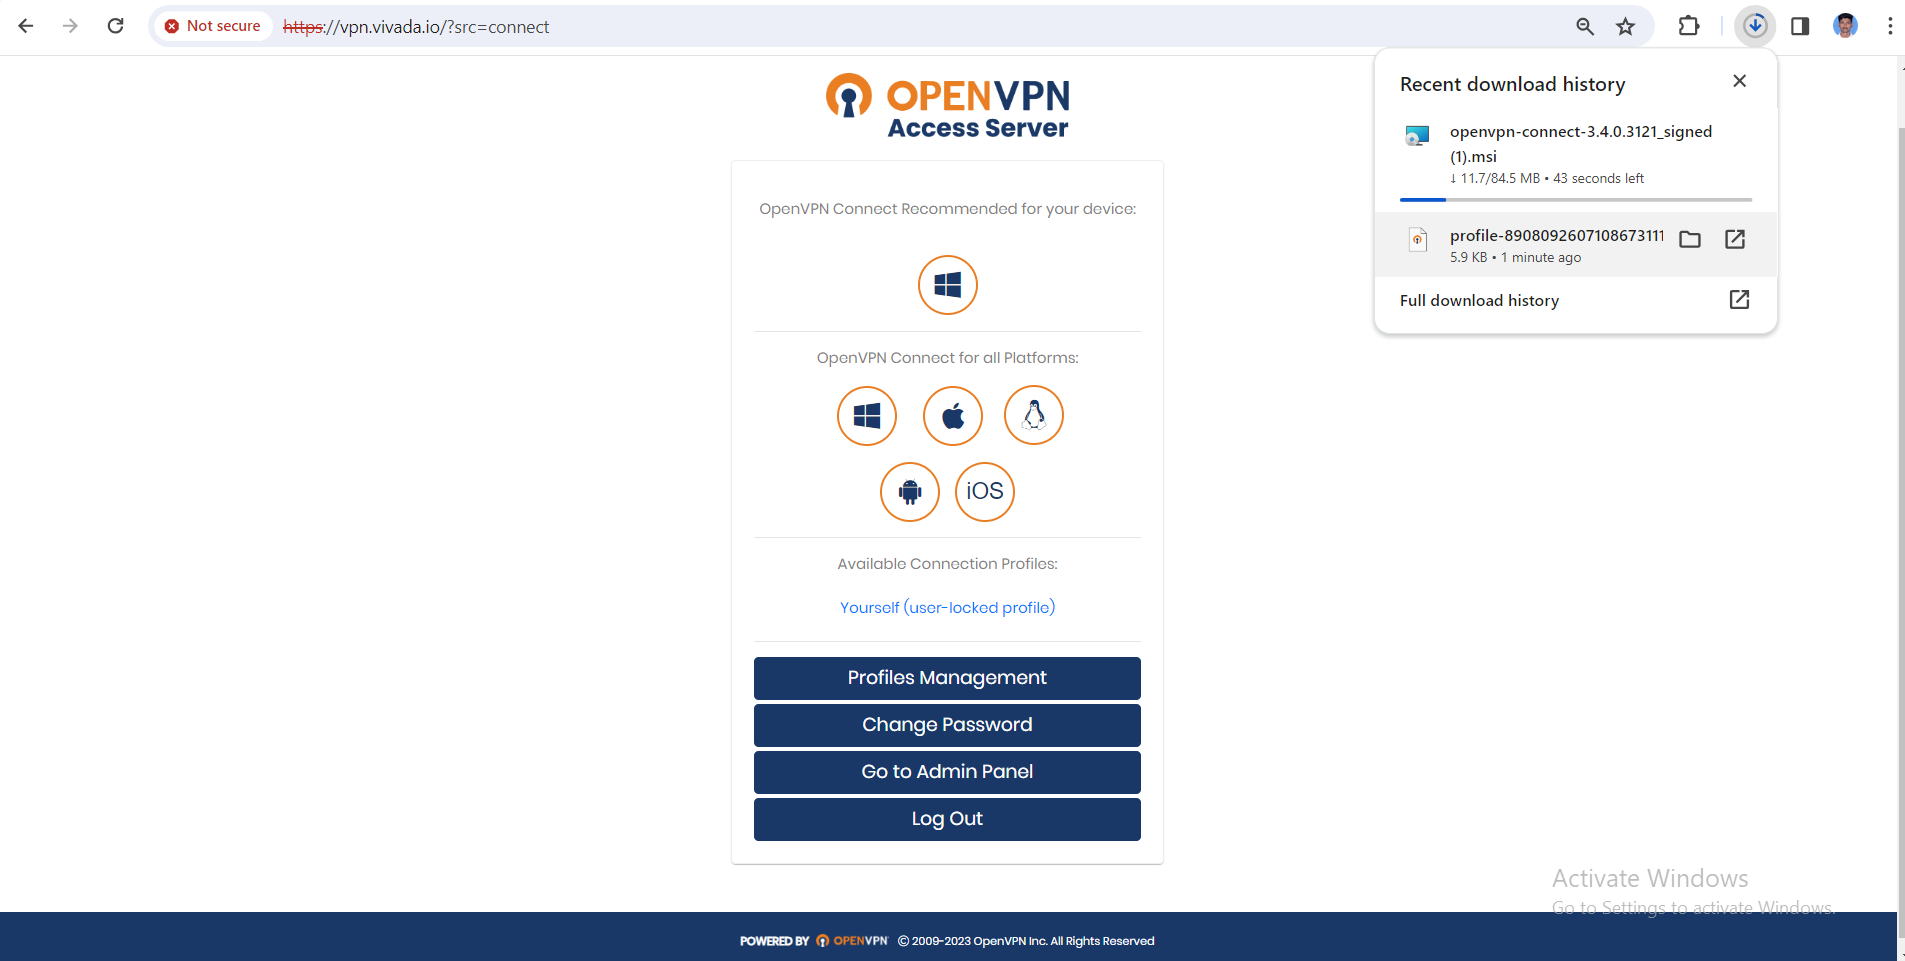 Not secure
https://vpn.vivada.io/?src=connect
OPENVPN
Access Server
Recent download history
openvpn-connect-3.4.0.3121_signed
(1).msi
↓ 11.7/84.5 MB • 43 seconds left
profile-8908092607108673111
5.9 KB • 1 minute ago
Full download history
OpenVPN Connect Recommended for your device:
OpenVPN Connect for all Platforms:
iOS
Available Connection Profiles:
Yourself (user-locked profile)
Profiles Management
Change Password
Go to Admin Panel
Log Out
Activate Windows
Go to Settings to activate Windows.
POWERED BY OPENVPN © 2009-2023 OpenVPN Inc. All Rights Reserved